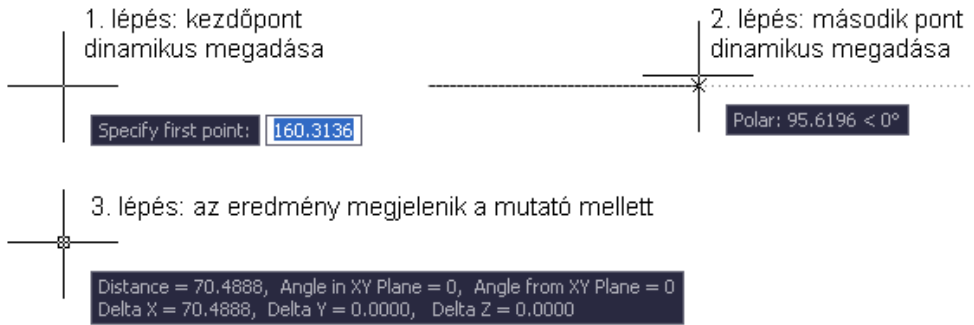 1. lépés: kezdőpont
dinamikus megadása
Specify first point: 160.3136
2. lépés: második pont
dinamikus megadása
Polar: 95.6196 < 0°
3. lépés: az eredmény megjelenik a mutató mellett
Distance = 70.4888, Angle in XY Plane = 0, Angle from XY Plane = 0
Delta X = 70.4888, Delta Y = 0.0000, Delta Z = 0.0000